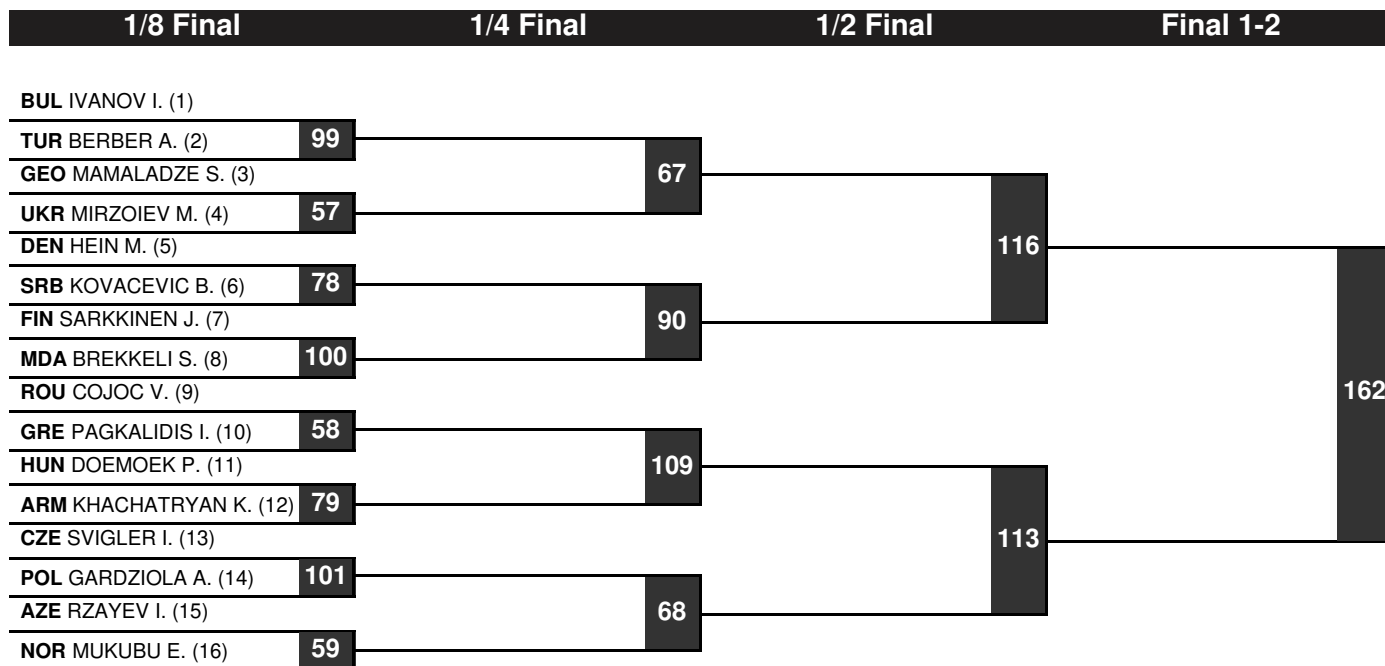 1/8 Final 1/4 Final 1/2 Final Final 1-2
BUL IVANOV I. (1)
TUR BERBER A. (2) 99
GEO MAMALADZE S. (3) 67
UKR MIRZOIEV M. (4) 57
DEN HEIN M. (5) 116
SRB KOVACEVIC B. (6) 78
FIN SARKKINEN J. (7) 90
MDA BREKKELI S. (8) 100
ROU COJOC V. (9) 162
GRE PAGKALIDIS I. (10) 58
HUN DOEMOEK P. (11) 109
ARM KHACHATRYAN K. (12) 79
CZE SVIGLER I. (13) 113
POL GARDZIOLA A. (14) 101
AZE RZAYEV I. (15) 68
NOR MUKUBU E. (16) 59